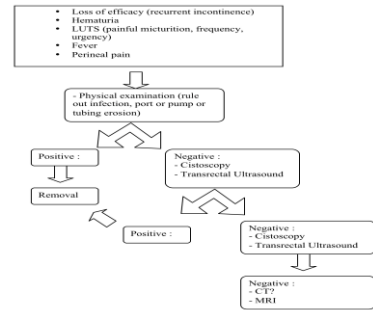 • Loss of efficacy (recurrent incontinence)
• Hematuria
• LUTS (painful micturition, frequency,
urgency)
• Fever
• Perineal pain
- Physical examination (rule
out infection, port or pump or
tubing erosion)
Positive :
Negative :
- Cistoscopy
- Transrectal Ultrasound
Removal
Positive :
Negative :
- Cistoscopy
- Transrectal Ultrasound
Negative :
- CT?
- MRI